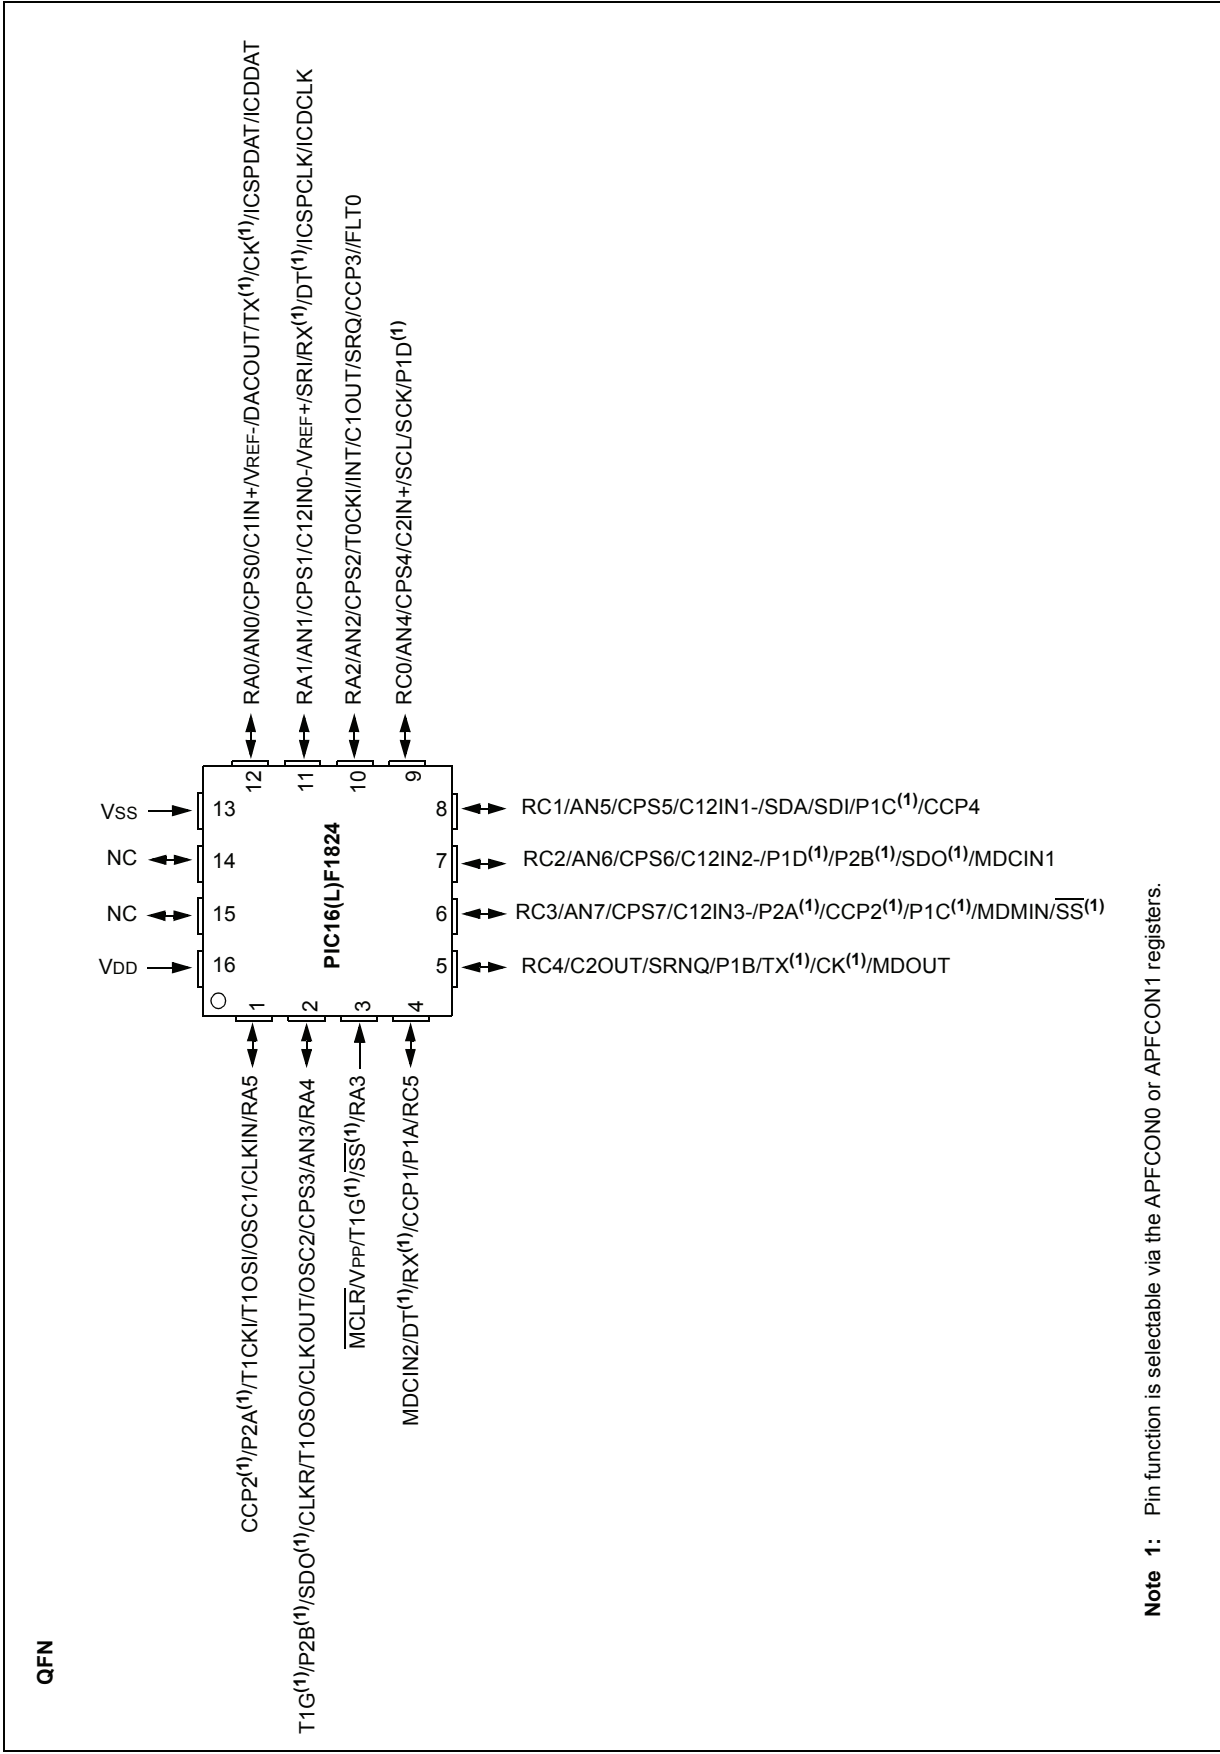 QFN
VDD
NC
NC
VSS
16
15
14
13
CCP2(1)/P2A(1)/T1CKI/T1OSI/OSC1/CLKIN/RA5
1
T1G(1)/P2B(1)/SDO(1)/CLKR/T1OSO/CLKOUT/OSC2/CPS3/AN3/RA4
2
MCLR/VPP/T1G(1)/SS(1)/RA3
3
MDCIN2/DT(1)/RX(1)/CCP1/P1A/RC5
4
PIC16(L)F1824
12
RA0/AN0/CPS0/C1IN+/VREF-/DACOUT/TX(1)/CK(1)/ICSPDAT/ICDDAT
11
RA1/AN1/CPS1/C12IN0-/VREF+/SRI/RX(1)/DT(1)/ICSPCLK/ICDCLK
10
RA2/AN2/CPS2/T0CKI/INT/C1OUT/SRQ/CCP3//FLT0
9
RC0/AN4/CPS4/C2IN+/SCL/SCK/P1D(1)
5
6
7
8
RC4/C2OUT/SRNQ/P1B/TX(1)/CK(1)/MDOUT
RC3/AN7/CPS7/C12IN3-/P2A(1)/CCP2(1)/P1C(1)/MDMIN/SS(1)
RC2/AN6/CPS6/C12IN2-/P1D(1)/P2B(1)/SDO(1)/MDCIN1
RC1/AN5/CPS5/C12IN1-/SDA/SDI/P1C(1)/CCP4
Note 1: Pin function is selectable via the APFCON0 or APFCON1 registers.